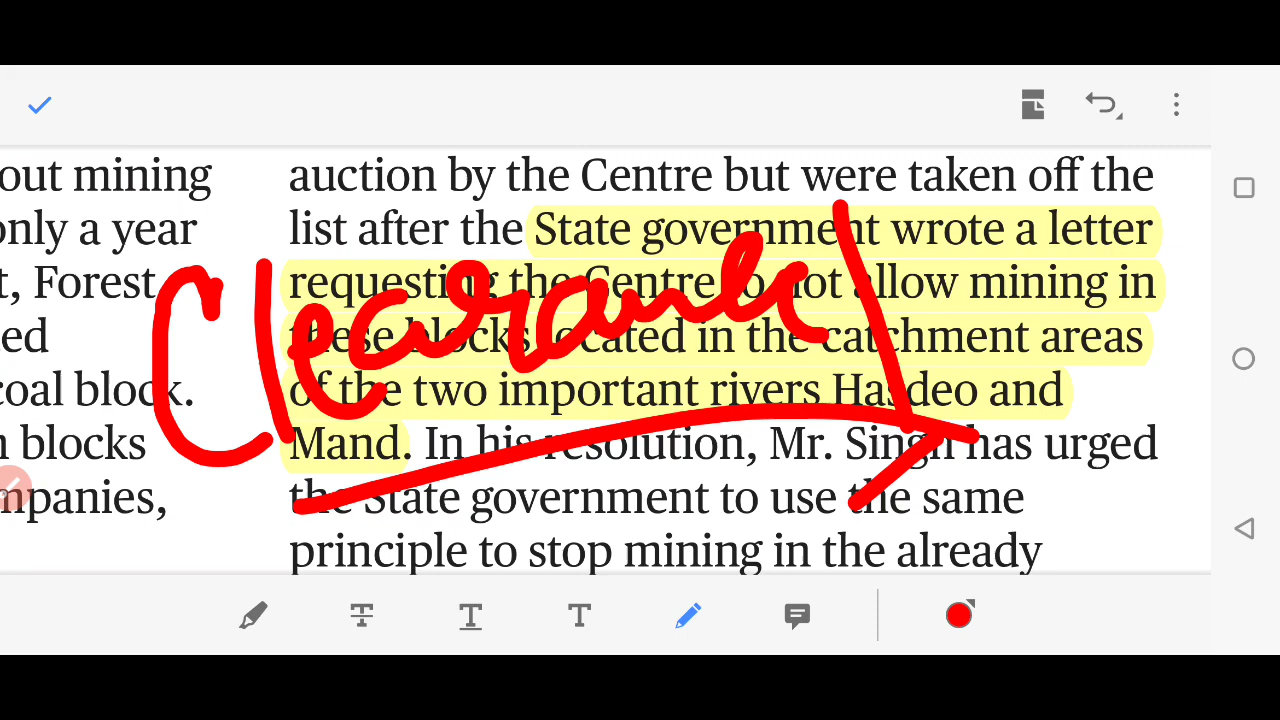 out mining
only a year
t, Forest
ed
coal block.
n blocks
mpanies,
auction by the Centre but were taken off the
list after the State government wrote a letter
requesting the Centre to not allow mining in
these blocks located in the catchment areas
of the two important rivers Hasdeo and
Mand. In his resolution, Mr. Singh has urged
the State government to use the same
principle to stop mining in the already
Clearance